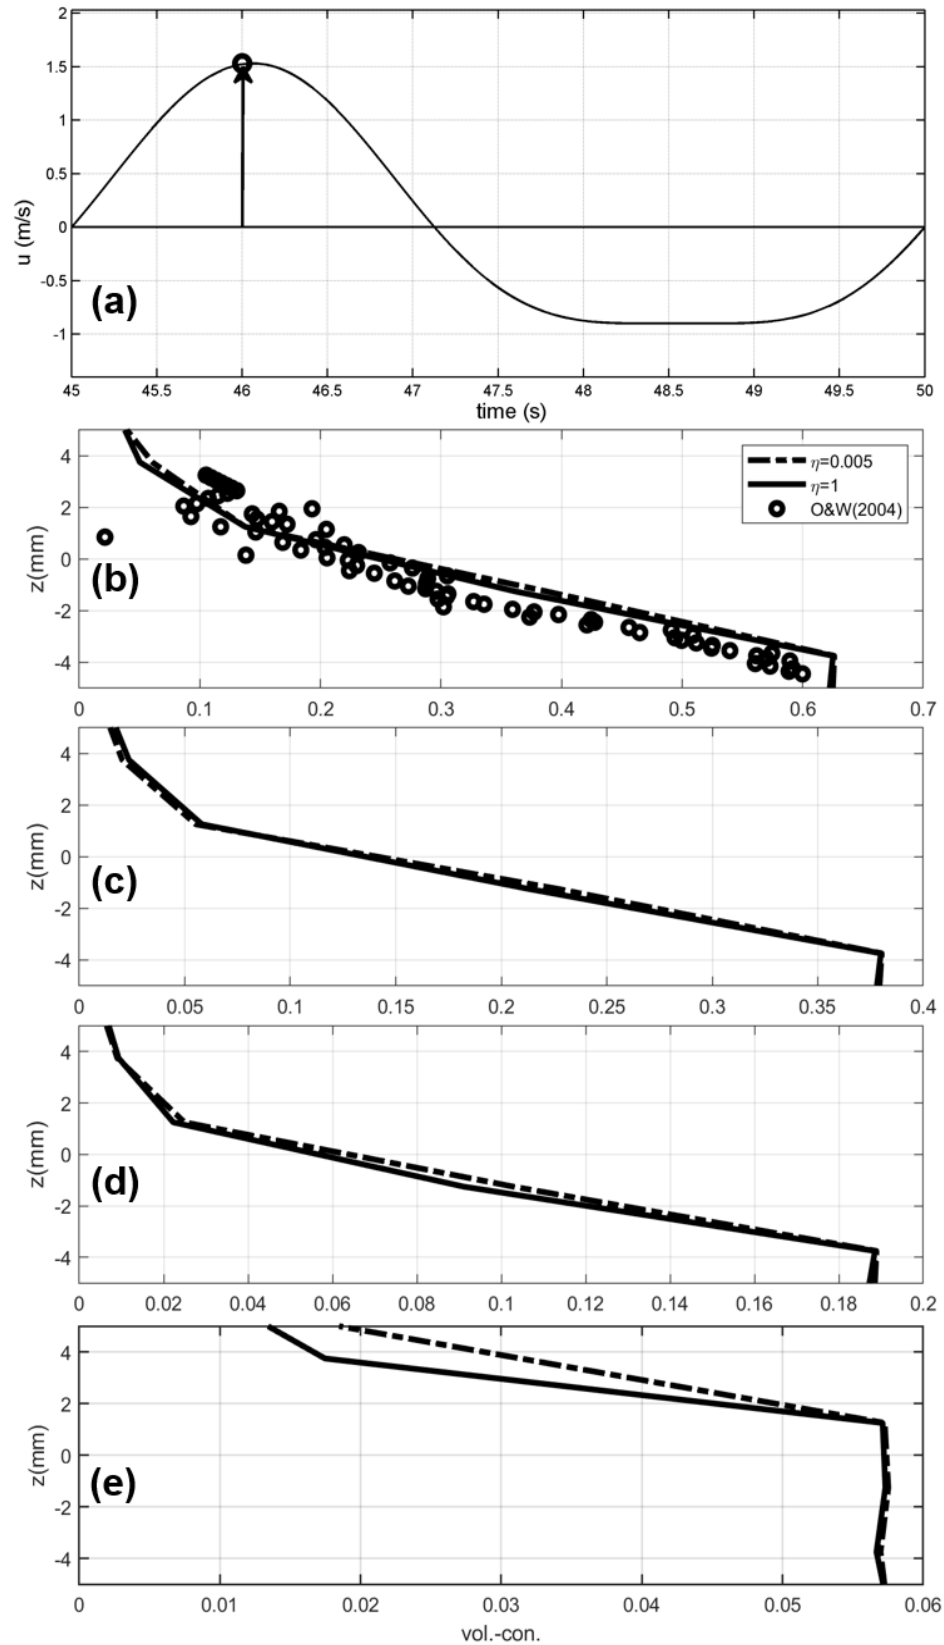 1.5
1
0.5
0
-0.5
-1
u (m/s)
(a)
45 45.5 46 46.5 47 47.5 48 48.5 49 49.5 50
time (s)
4
2
0
-2
-4
z(mm)
(b)
η=0.005
η=1
O&W(2004)
0 0.1 0.2 0.3 0.4 0.5 0.6 0.7
4
2
0
-2
-4
z(mm)
(c)
0 0.05 0.1 0.15 0.2 0.25 0.3 0.35 0.4
4
2
0
-2
-4
z(mm)
(d)
0 0.02 0.04 0.06 0.08 0.1 0.12 0.14 0.16 0.18 0.2
4
2
0
-2
-4
z(mm)
(e)
0 0.01 0.02 0.03 0.04 0.05 0.06
vol.-con.